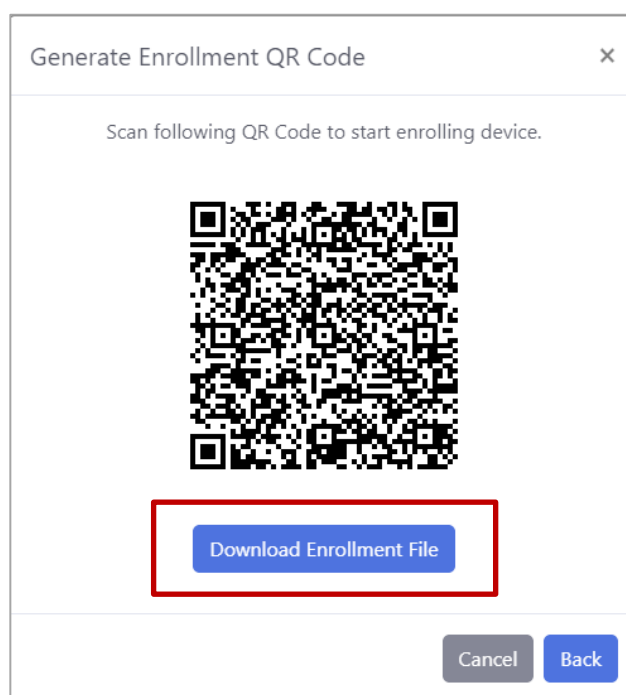 Generate Enrollment QR Code ×
Scan following QR Code to start enrolling device.
Download Enrollment File
Cancel Back